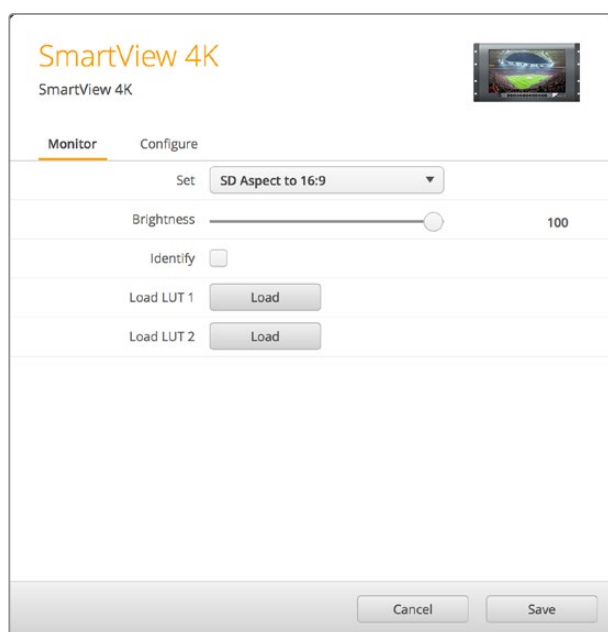 SmartView 4K
SmartView 4K
Monitor Configure
Set SD Aspect to 16:9
Brightness 100
Identify
Load LUT 1 Load
Load LUT 2 Load
Cancel Save